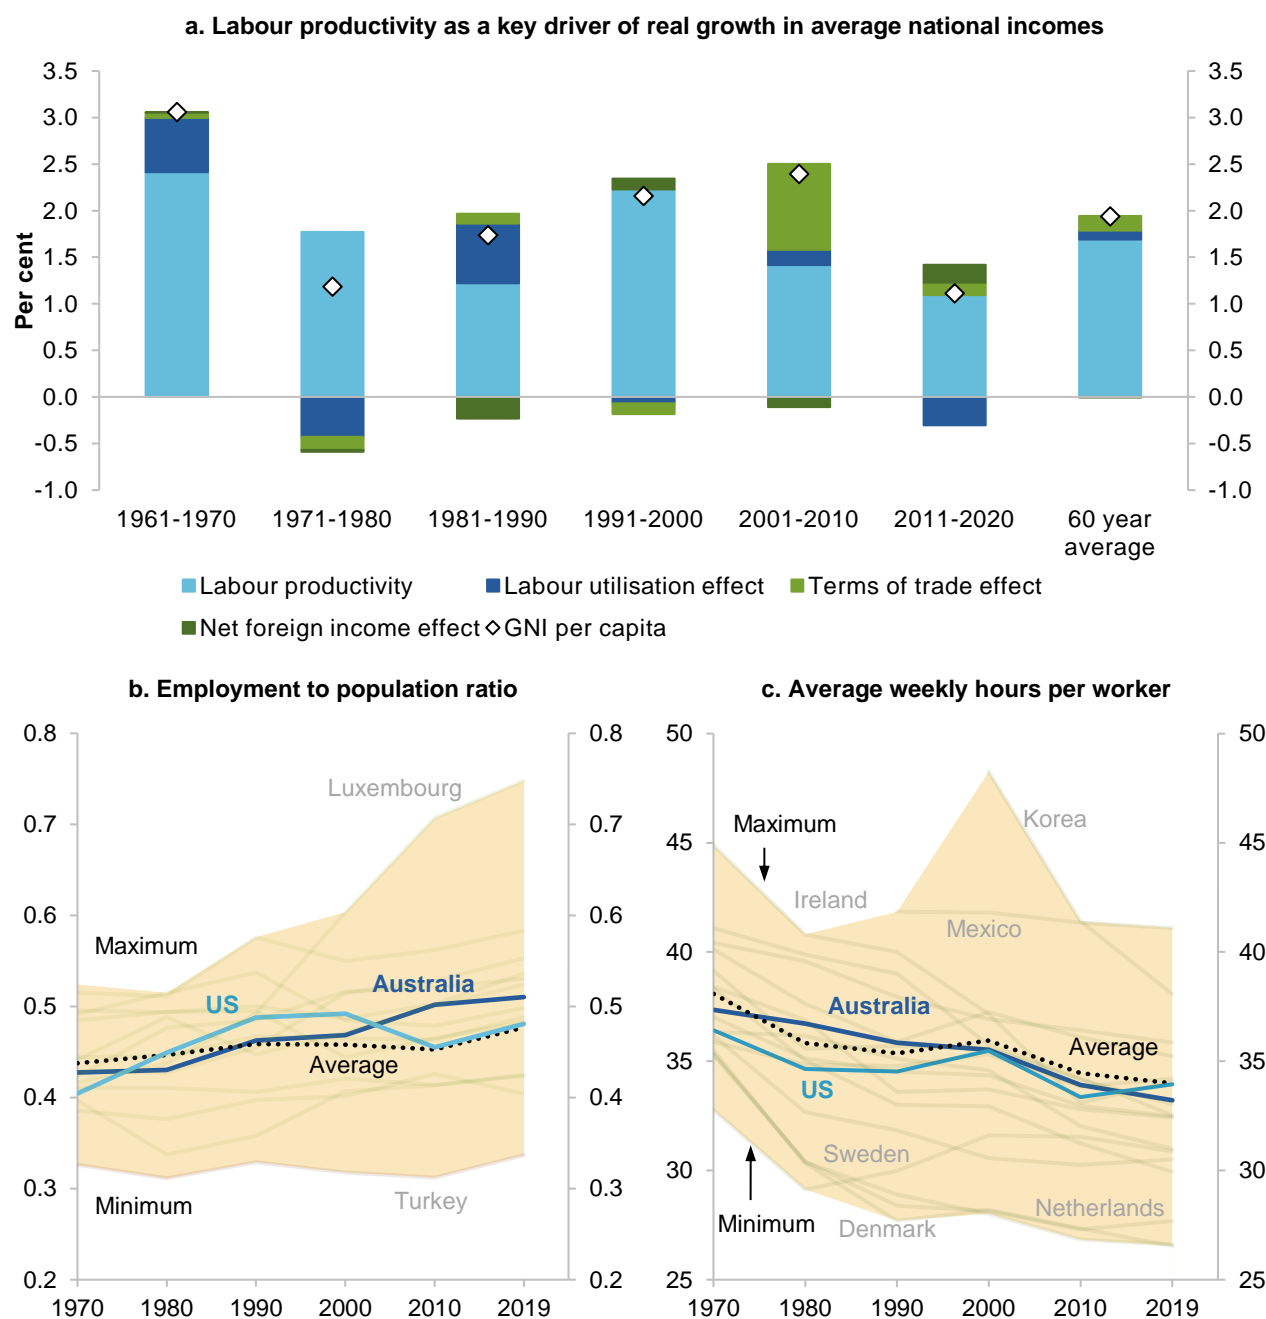 a. Labour productivity as a key driver of real growth in average national incomes
3.5 3.5
3.0 3.0
2.5 2.5
2.0 2.0
1.5 1.5
1.0 1.0
0.5 0.5
0.0 0.0
-0.5 -0.5
-1.0 -1.0
Per cent
1961-1970 1971-1980 1981-1990 1991-2000 2001-2010 2011-2020 60 year
average
Labour productivity Labour utilisation effect Terms of trade effect
Net foreign income effect GNI per capita
b. Employment to population ratio
0.8 0.8
0.7 0.7
0.6 0.6
0.5 0.5
0.4 0.4
0.3 0.3
0.2 0.2
Luxembourg
Maximum
Australia
US
Average
Minimum
Turkey
1970 1980 1990 2000 2010 2019
c. Average weekly hours per worker
50 50
45 45
40 40
35 35
30 30
25 25
Maximum
Korea
Ireland
Mexico
Australia
Average
US
Sweden
Netherlands
Minimum
Denmark
1970 1980 1990 2000 2010 2019